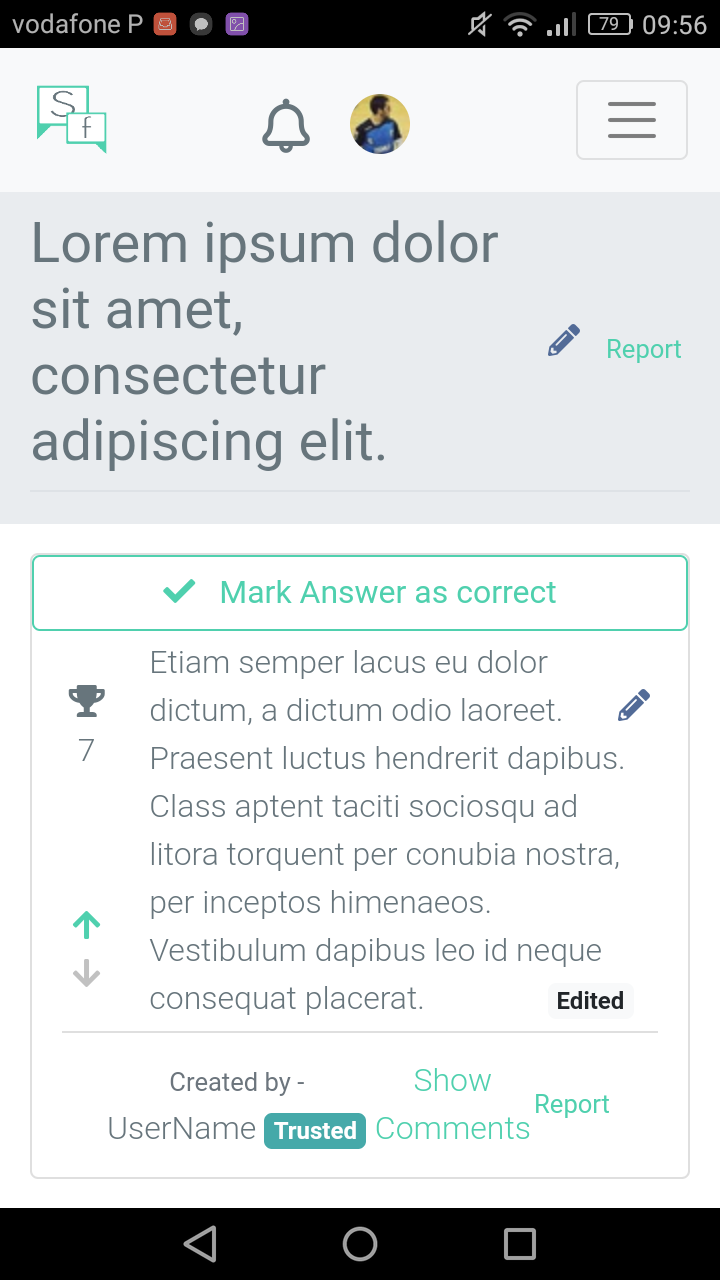 vodafone P 79 09:56
S
f
Lorem ipsum dolor
sit amet,
consectetur
adipiscing elit.
Report
Mark Answer as correct
7
Etiam semper lacus eu dolor
dictum, a dictum odio laoreet.
Praesent luctus hendrerit dapibus.
Class aptent taciti sociosqu ad
litora torquent per conubia nostra,
per inceptos himenaeos.
Vestibulum dapibus leo id neque
consequat placerat.
Edited
Created by -
UserName Trusted
Show
Comments
Report